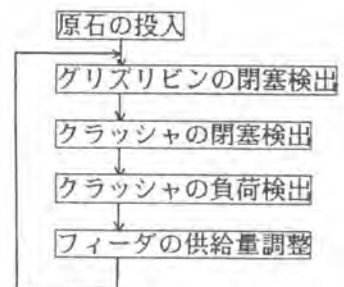 原石の投入
グリズリビンの閉塞検出
クラッシャの閉塞検出
クラッシャの負荷検出
フィーダの供給量調整